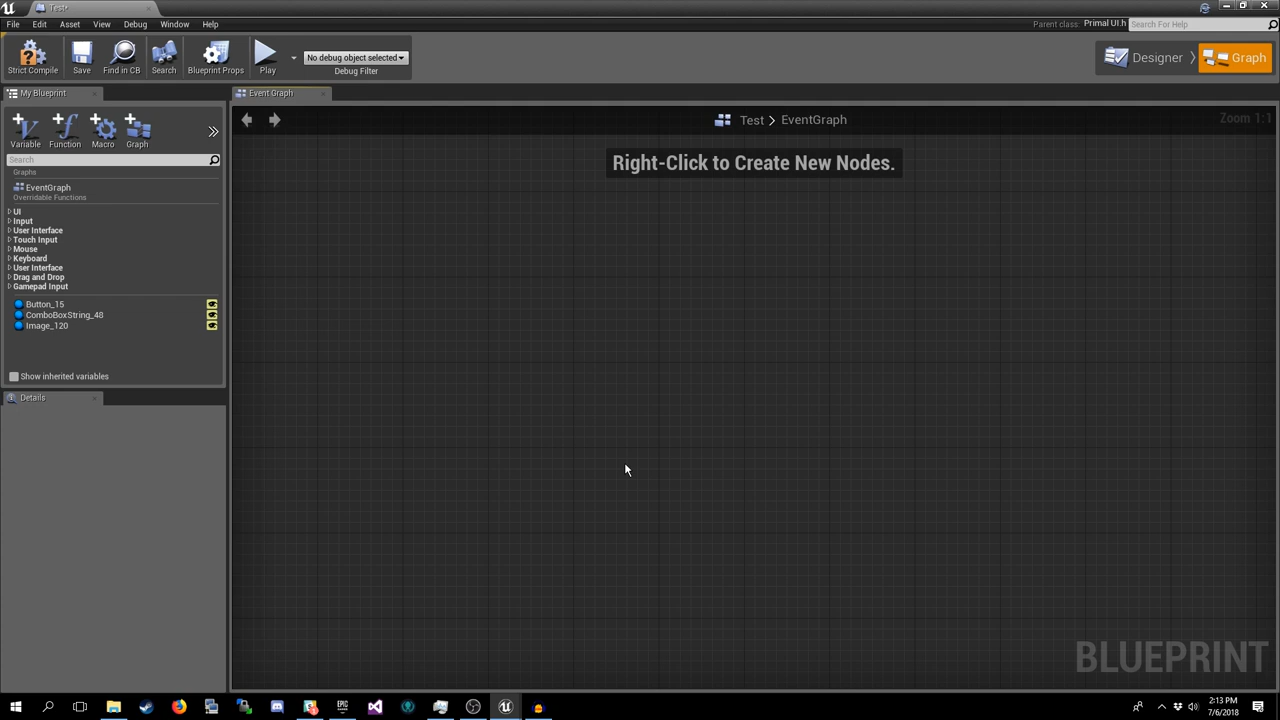 Test*
File Edit Asset View Debug Window Help
Parent class: Primal UI.h Search For Help
Strict Compile Save Find in CB Search Blueprint Props Play
No debug object selected
Debug Filter
Designer Graph
My Blueprint
Event Graph
Variable Function Macro Graph
Test > EventGraph
Zoom 1:1
Search
Right-Click to Create New Nodes.
Graphs
EventGraph
Overridable Functions
UI
Input
User Interface
Touch Input
Mouse
Keyboard
User Interface
Drag and Drop
Gamepad Input
Button_15
ComboBoxString_48
Image_120
Show inherited variables
Details
BLUEPRINT
EPIC
2:13 PM
7/6/2018